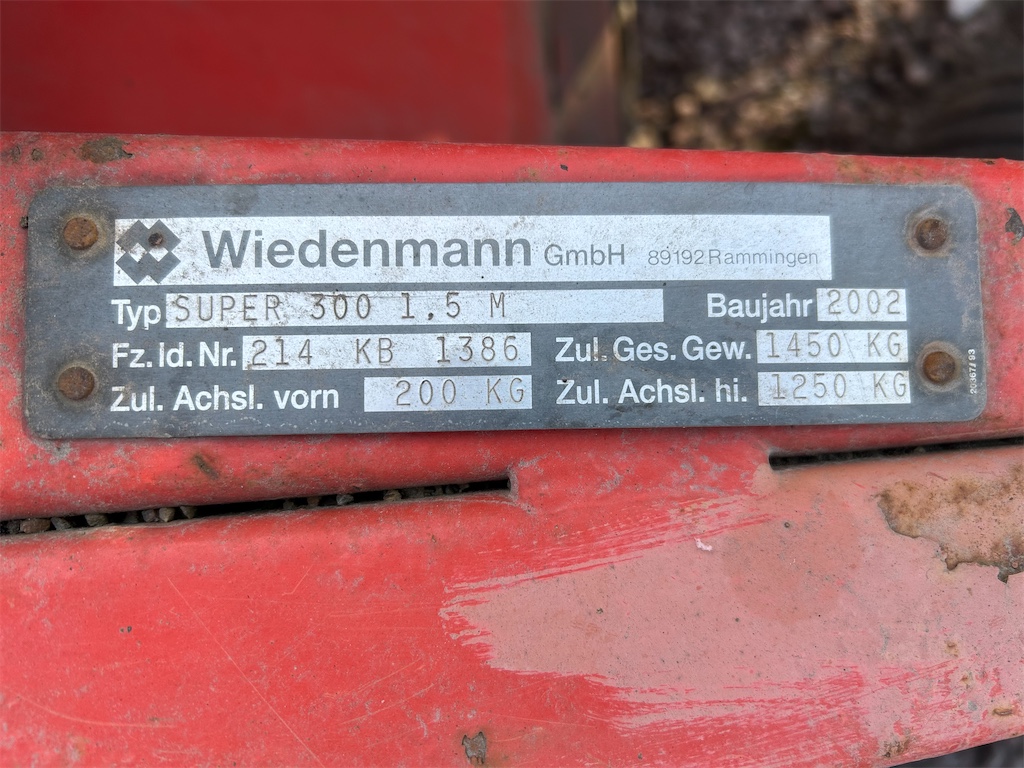 Wiedenmann GmbH 89192 Rammingen
Typ SUPER 300 1,5 M Baujahr 2002
Fz. Id. Nr. 214 KB 1386 Zul. Ges. Gew. 1450 KG
Zul. Achsl. vorn 200 KG Zul. Achsl. hi. 1250 KG